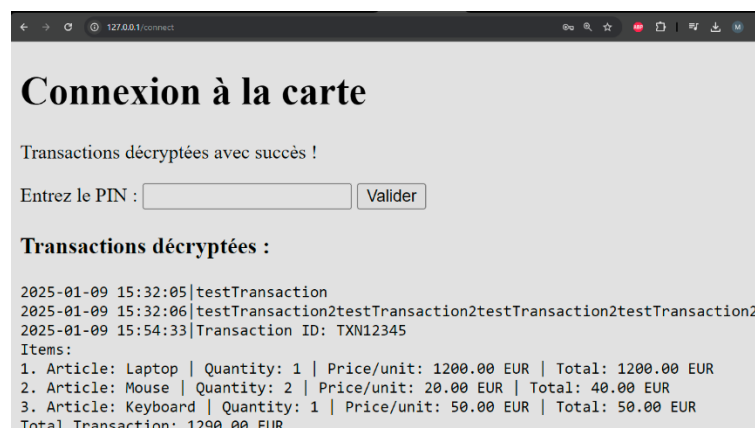 127.0.0.1/connect
Connexion à la carte
Transactions décryptées avec succès !
Entrez le PIN : Valider
Transactions décryptées :
2025-01-09 15:32:05|testTransaction
2025-01-09 15:32:06|testTransaction2testTransaction2testTransaction2testTransaction2
2025-01-09 15:54:33|Transaction ID: TXN12345
Items:
1. Article: Laptop | Quantity: 1 | Price/unit: 1200.00 EUR | Total: 1200.00 EUR
2. Article: Mouse | Quantity: 2 | Price/unit: 20.00 EUR | Total: 40.00 EUR
3. Article: Keyboard | Quantity: 1 | Price/unit: 50.00 EUR | Total: 50.00 EUR
Total Transaction: 1290.00 EUR